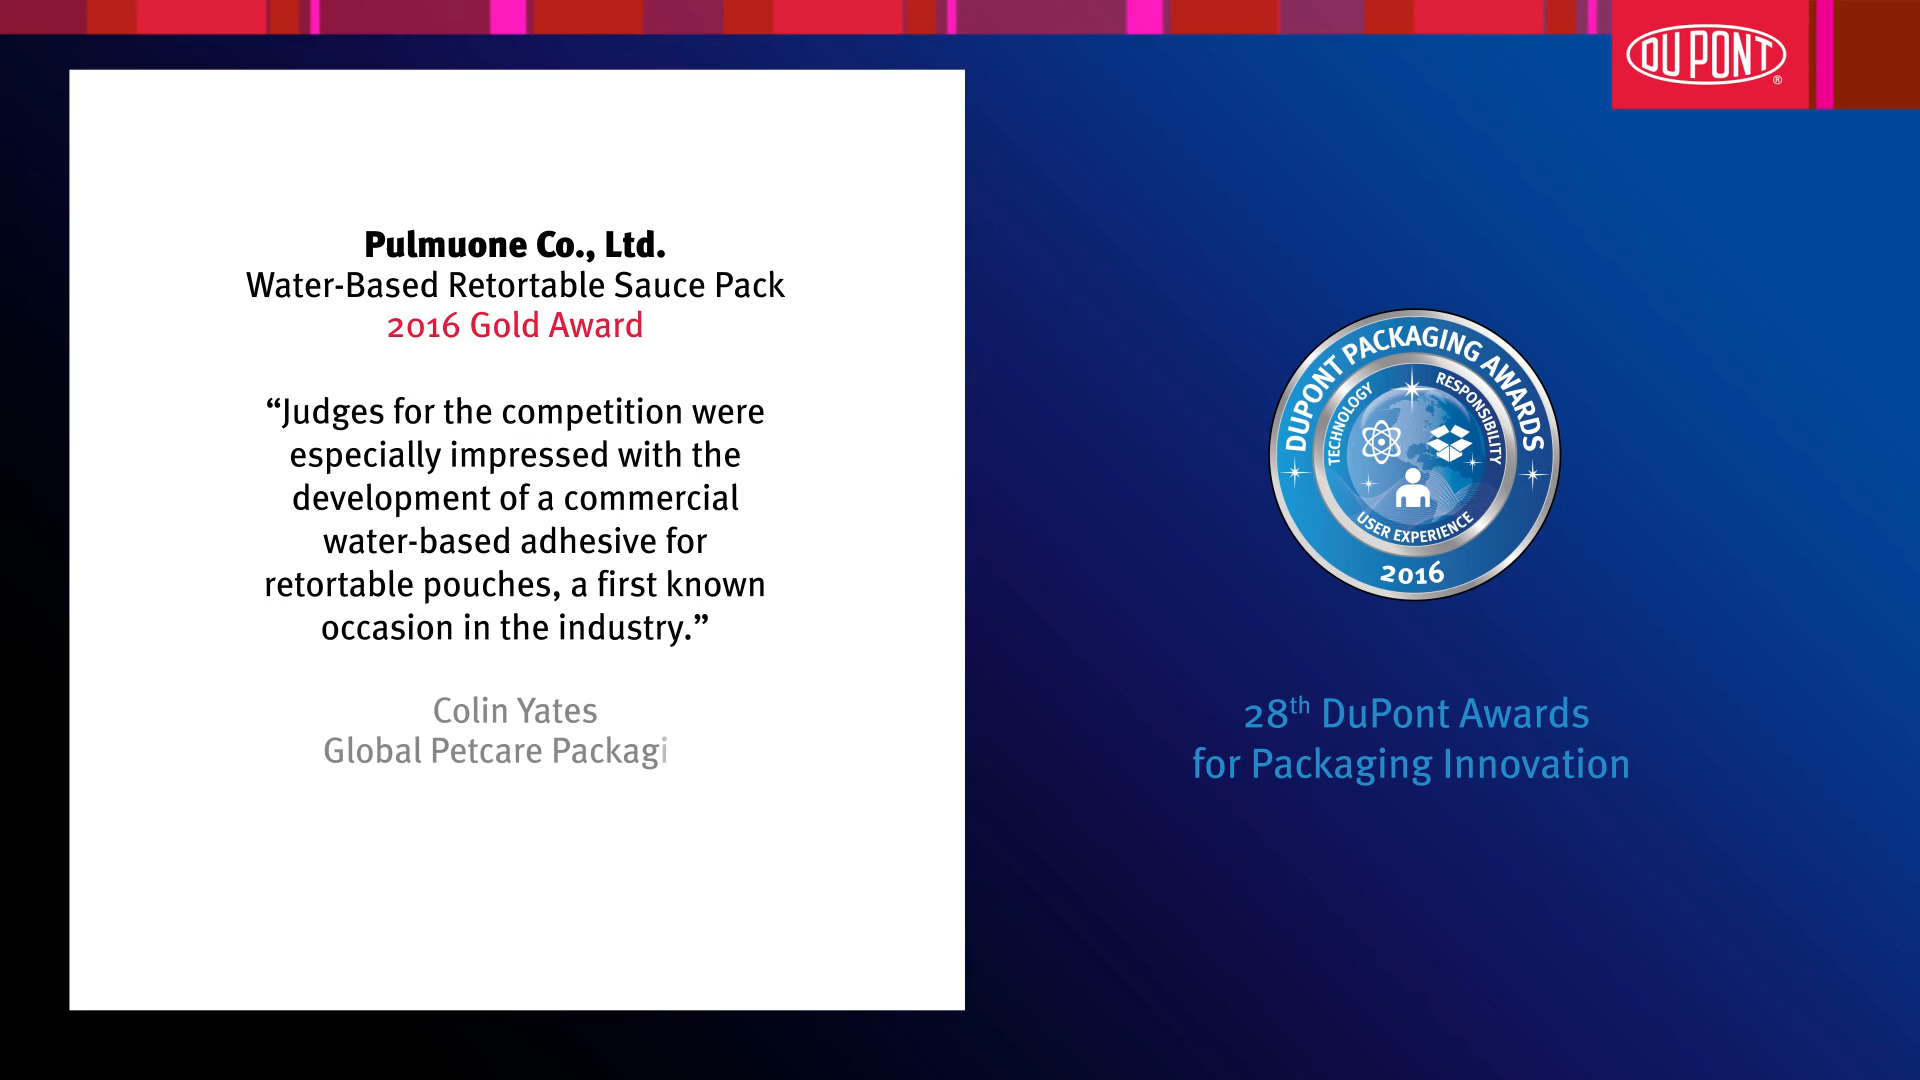 DU PONT®
Pulmuone Co., Ltd.
Water-Based Retortable Sauce Pack
2016 Gold Award
“Judges for the competition were
especially impressed with the
development of a commercial
water-based adhesive for
retortable pouches, a first known
occasion in the industry.”
Colin Yates
Global Petcare Packagi
DUPONT PACKAGING AWARDS
TECHNOLOGY
RESPONSIBILITY
USER EXPERIENCE
2016
28th DuPont Awards
for Packaging Innovation